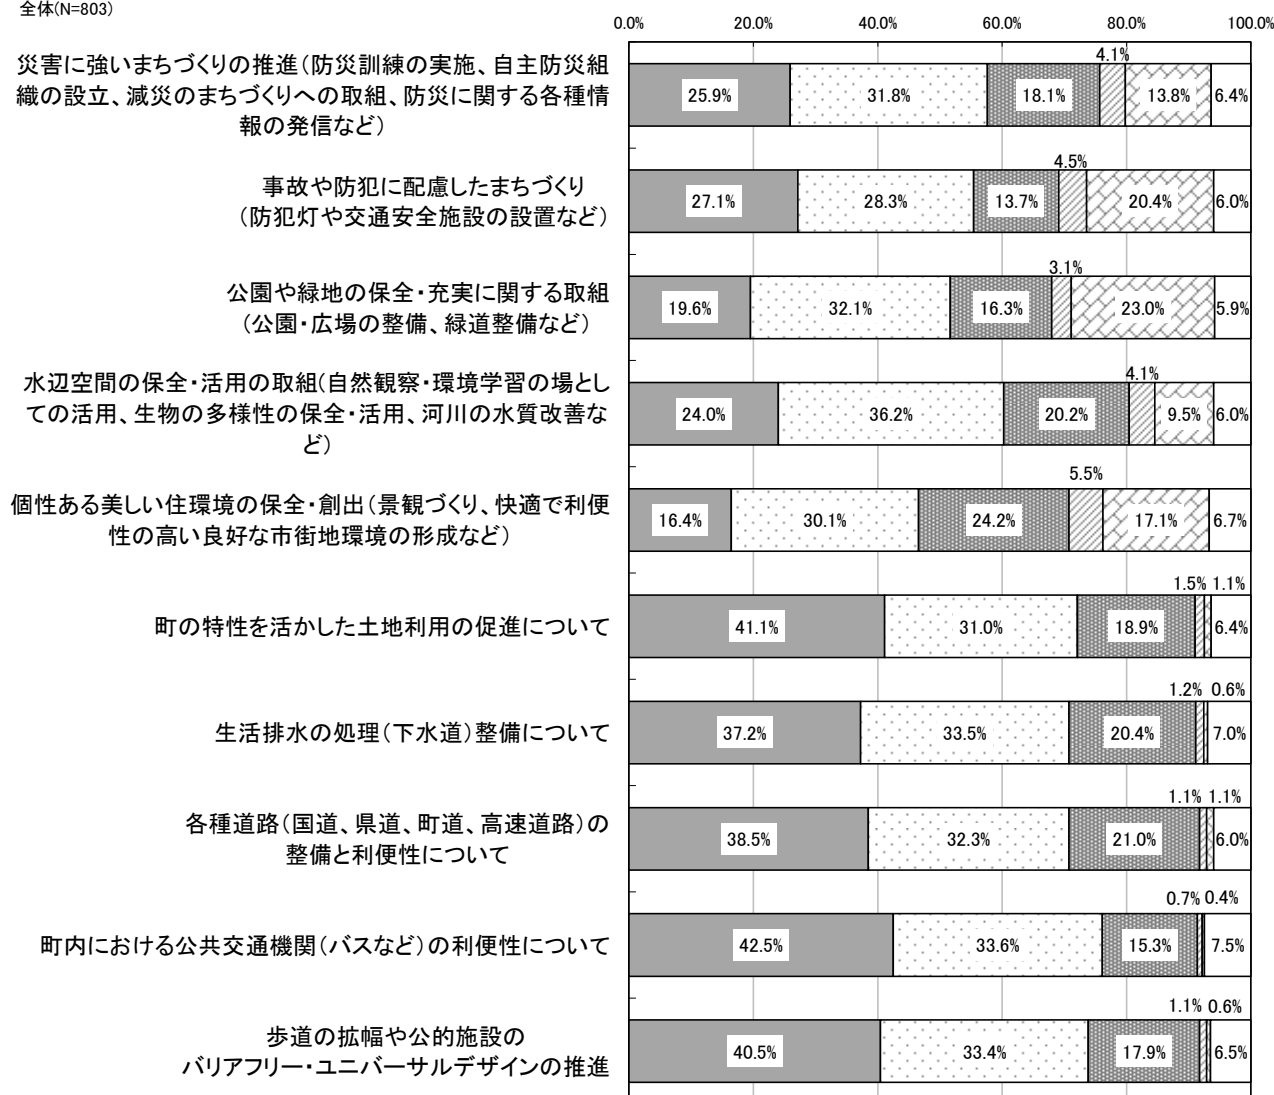 全体(N=803)
0.0% 20.0% 40.0% 60.0% 80.0% 100.0%
災害に強いまちづくりの推進(防災訓練の実施、自主防災組
織の設立、減災のまちづくりへの取組、防災に関する各種情
報の発信など)
25.9% 31.8% 18.1% 4.1% 13.8% 6.4%
事故や防犯に配慮したまちづくり
(防犯灯や交通安全施設の設置など)
27.1% 28.3% 13.7% 4.5% 20.4% 6.0%
公園や緑地の保全・充実に関する取組
(公園・広場の整備、緑道整備など)
19.6% 32.1% 16.3% 3.1% 23.0% 5.9%
水辺空間の保全・活用の取組(自然観察・環境学習の場とし
ての活用、生物の多様性の保全・活用、河川の水質改善な
ど)
24.0% 36.2% 20.2% 4.1% 9.5% 6.0%
個性ある美しい住環境の保全・創出(景観づくり、快適で利便
性の高い良好な市街地環境の形成など)
16.4% 30.1% 24.2% 5.5% 17.1% 6.7%
町の特性を活かした土地利用の促進について
41.1% 31.0% 18.9% 1.5% 1.1% 6.4%
生活排水の処理(下水道)整備について
37.2% 33.5% 20.4% 1.2% 0.6% 7.0%
各種道路(国道、県道、町道、高速道路)の
整備と利便性について
38.5% 32.3% 21.0% 1.1% 1.1% 6.0%
町内における公共交通機関(バスなど)の利便性について
42.5% 33.6% 15.3% 0.7% 0.4% 7.5%
歩道の拡幅や公的施設の
バリアフリー・ユニバーサルデザインの推進
40.5% 33.4% 17.9% 1.1% 0.6% 6.5%